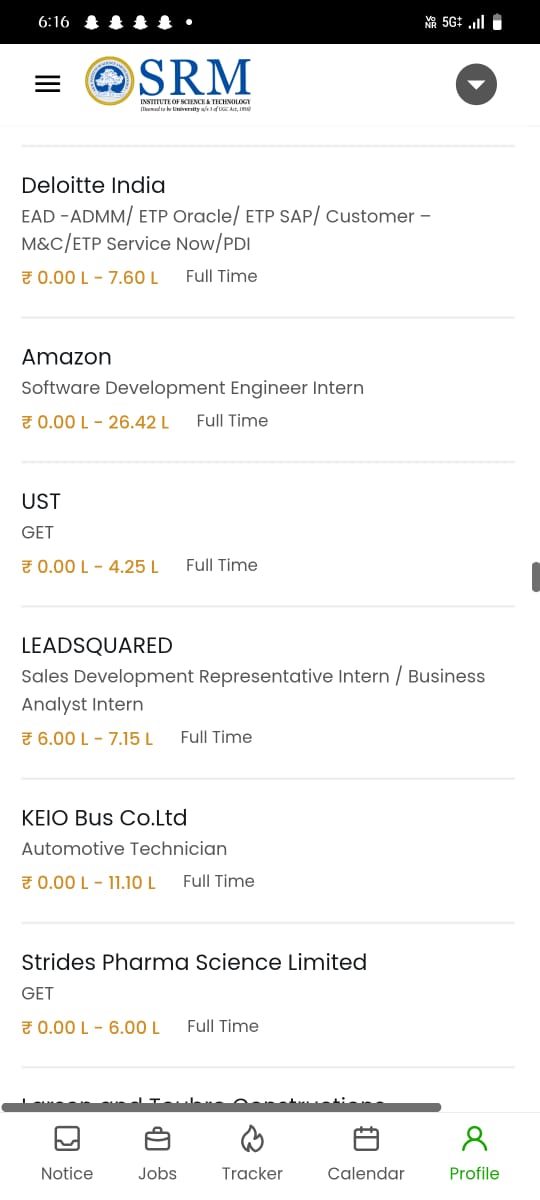 6:16
Vo NR 5G
SRM
INSTITUTE OF SCIENCE & TECHNOLOGY
(Deemed to be University u/s 3 of UGC Act, 1956)
Deloitte India
EAD -ADMM/ ETP Oracle/ ETP SAP/ Customer –
M&C/ETP Service Now/PDI
₹ 0.00 L - 7.60 L Full Time
Amazon
Software Development Engineer Intern
₹ 0.00 L - 26.42 L Full Time
UST
GET
₹ 0.00 L - 4.25 L Full Time
LEADSQUARED
Sales Development Representative Intern / Business
Analyst Intern
₹ 6.00 L - 7.15 L Full Time
KEIO Bus Co.Ltd
Automotive Technician
₹ 0.00 L - 11.10 L Full Time
Strides Pharma Science Limited
GET
₹ 0.00 L - 6.00 L Full Time
Larsen and Toubro Constructions
Notice Jobs Tracker Calendar Profile